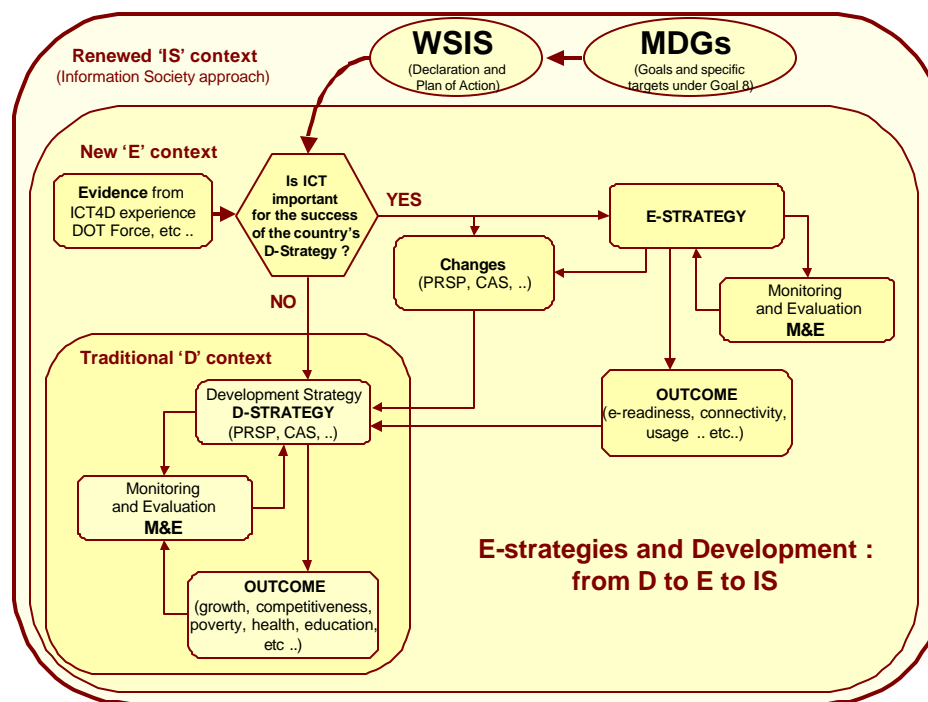 Renewed ‘IS’ context
(Information Society approach)
WSIS
(Declaration and
Plan of Action)
MDGs
(Goals and specific
targets under Goal 8)
New ‘E’ context
Evidence from
ICT4D experience
DOT Force, etc ..
Is ICT
important
for the success
of the country’s
D-Strategy ?
YES
NO
E-STRATEGY
Changes
(PRSP, CAS, ..)
Monitoring
and Evaluation
M&E
OUTCOME
(e-readiness, connectivity,
usage .. etc..)
Traditional ‘D’ context
Development Strategy
D-STRATEGY
(PRSP, CAS, ..)
Monitoring
and Evaluation
M&E
OUTCOME
(growth, competitiveness,
poverty, health, education,
etc ..)
E-strategies and Development :
from D to E to IS